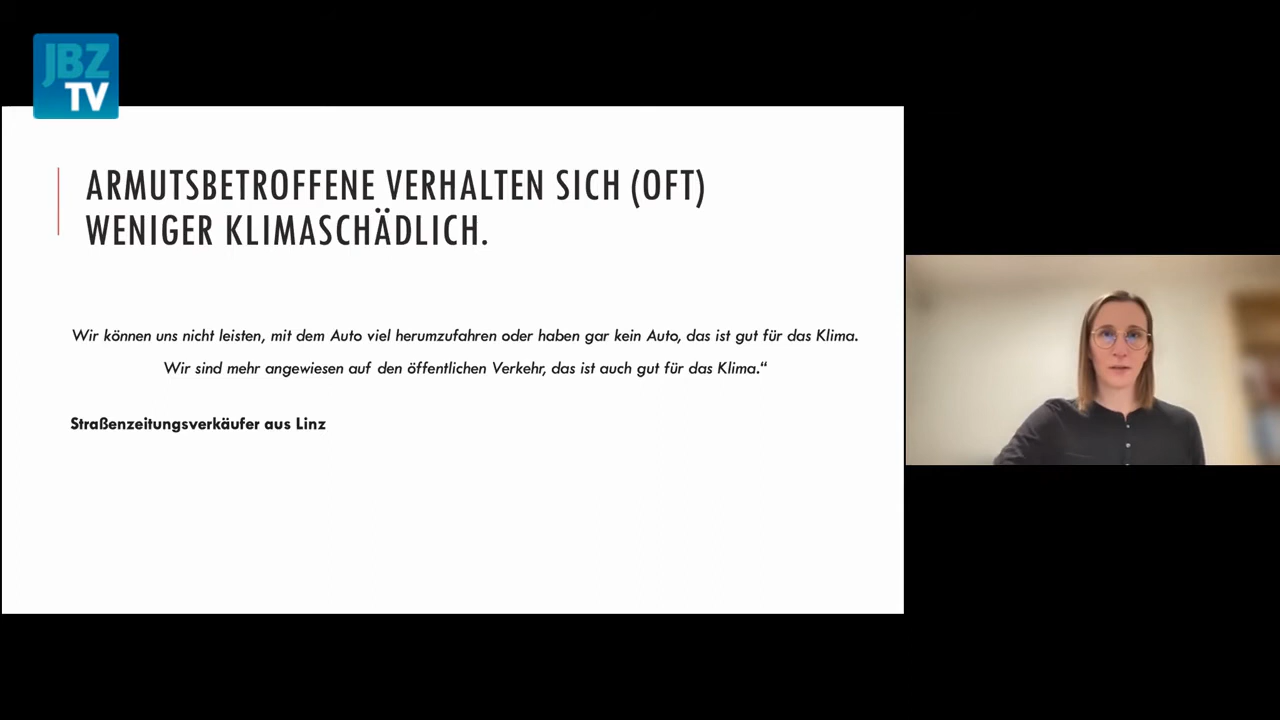 JBZ
TV
ARMUTSBETROFFENE VERHALTEN SICH (OFT)
WENIGER KLIMASCHÄDLICH.
Wir können uns nicht leisten, mit dem Auto viel herumzufahren oder haben gar kein Auto, das ist gut für das Klima.
Wir sind mehr angewiesen auf den öffentlichen Verkehr, das ist auch gut für das Klima.“
Straßenzeitungsverkäufer aus Linz